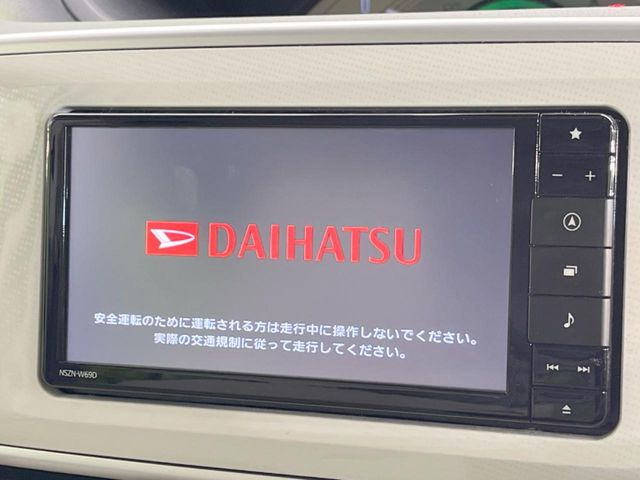 DAIHATSU
安全運転のために運転される方は走行中に操作しないでください。
実際の交通規制に従って走行してください。
NSZN-W69D